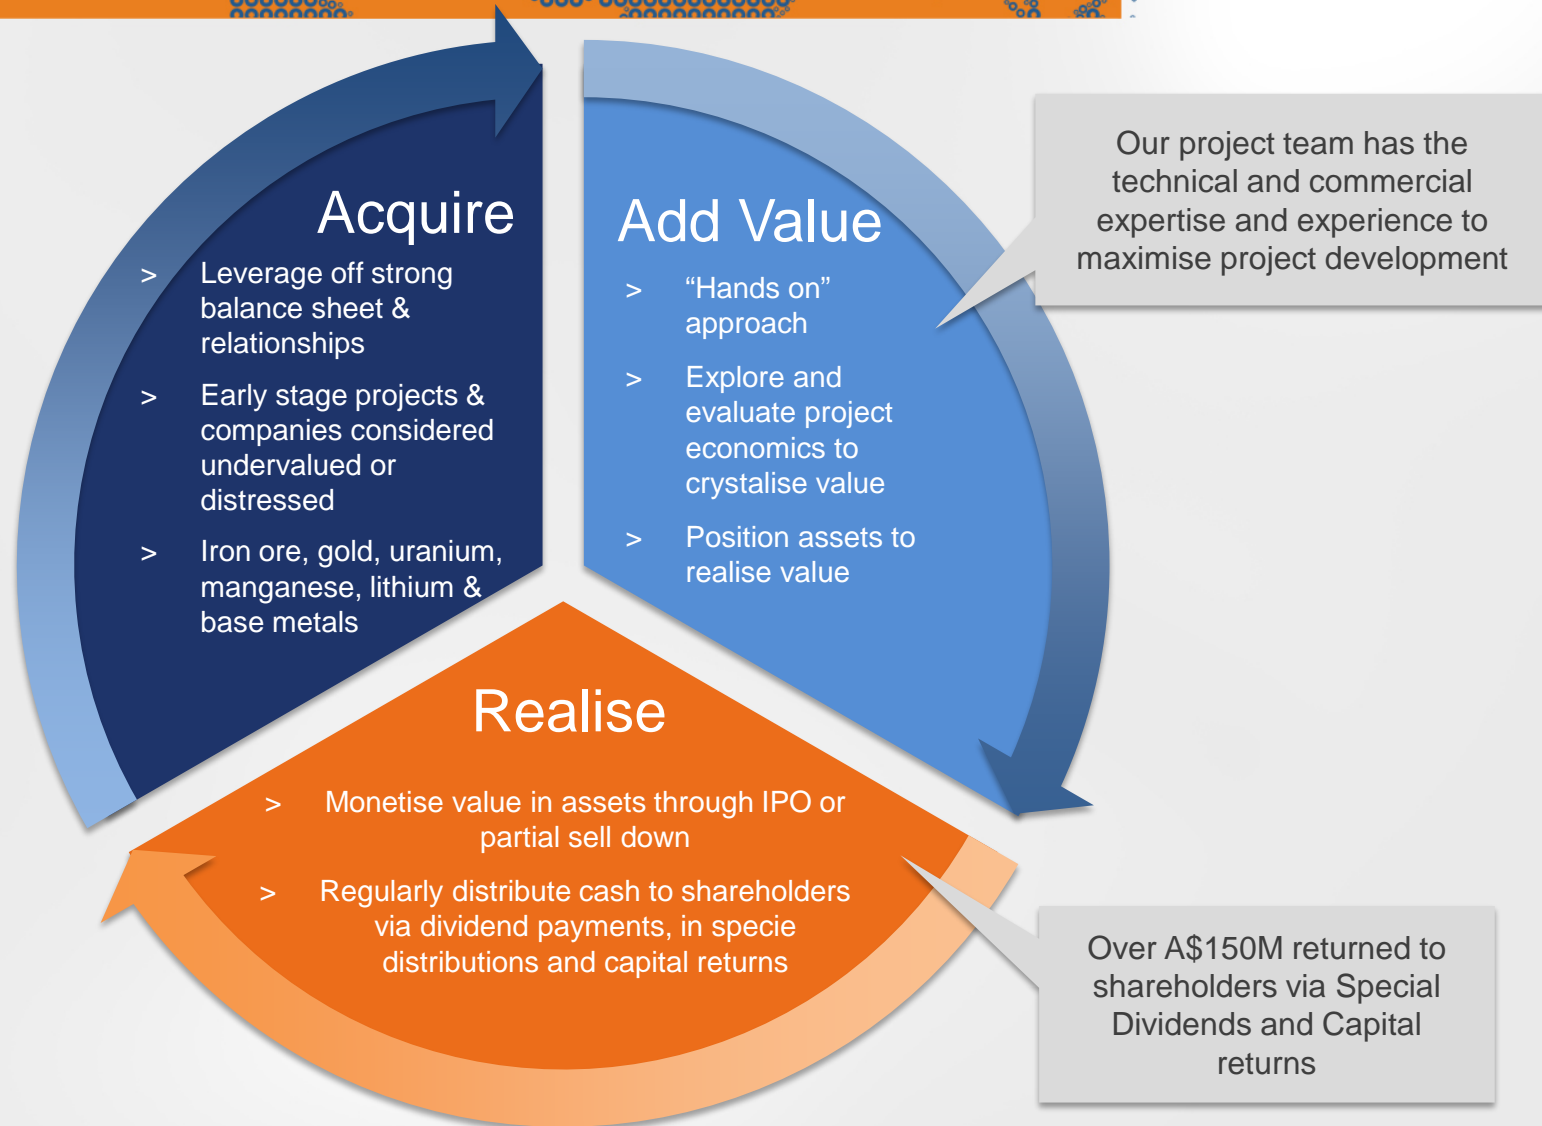 Acquire
> Leverage off strong
balance sheet &
relationships
> Early stage projects &
companies considered
undervalued or
distressed
> Iron ore, gold, uranium,
manganese, lithium &
base metals
Add Value
> “Hands on”
approach
> Explore and
evaluate project
economics to
crystalise value
> Position assets to
realise value
Our project team has the
technical and commercial
expertise and experience to
maximise project development
Realise
> Monetise value in assets through IPO or
partial sell down
> Regularly distribute cash to shareholders
via dividend payments, in specie
distributions and capital returns
Over A$150M returned to
shareholders via Special
Dividends and Capital
returns